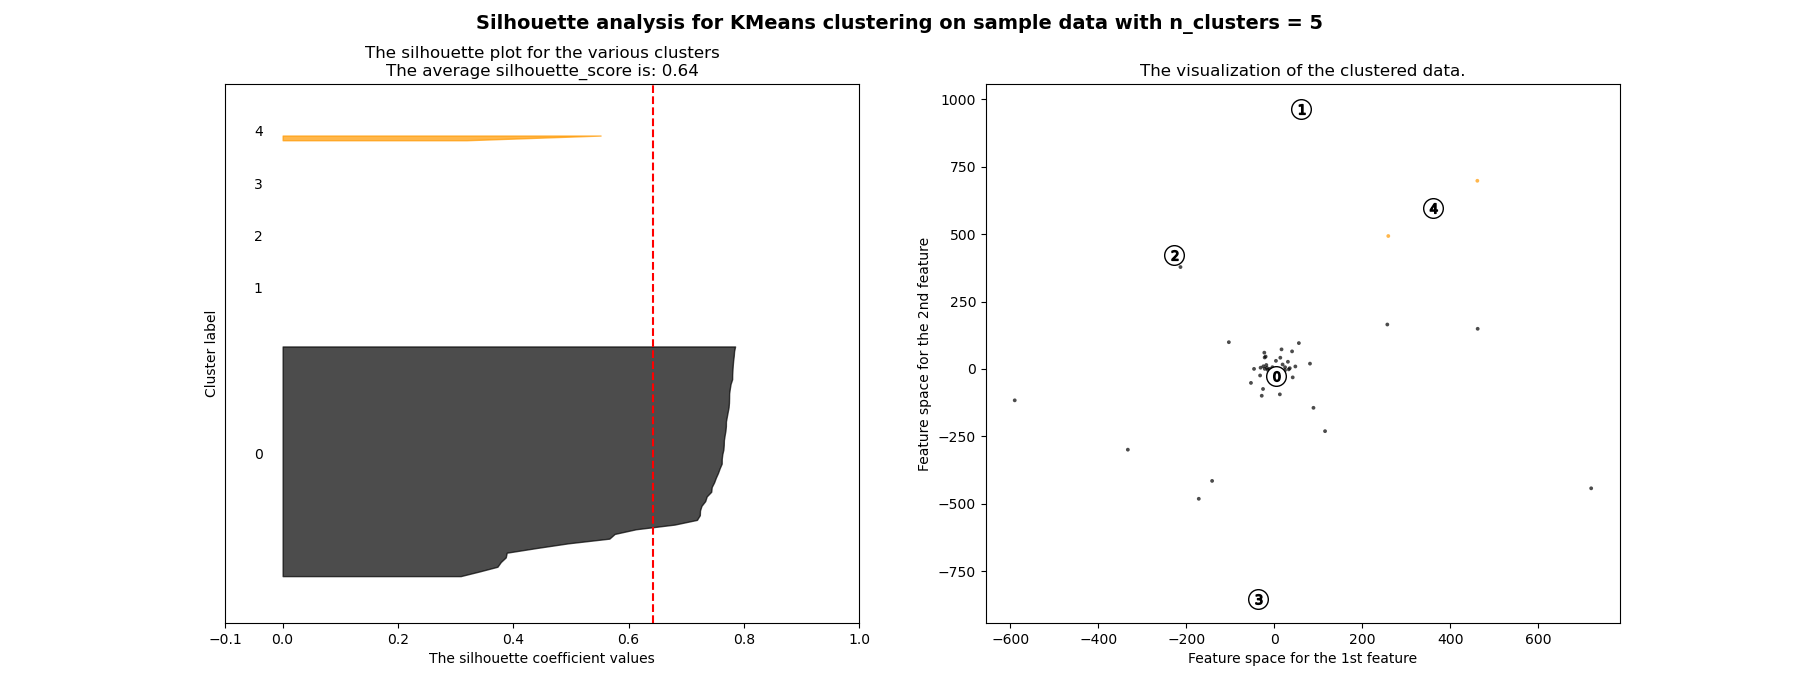 Silhouette analysis for KMeans clustering on sample data with n_clusters = 5
The silhouette plot for the various clusters
The average silhouette_score is: 0.64
4
3
2
1
0
Cluster label
−0.1 0.0 0.2 0.4 0.6 0.8 1.0
The silhouette coefficient values
The visualization of the clustered data.
1000
750
500
250
0
−250
−500
−750
Feature space for the 2nd feature
1
4
2
0
3
−600 −400 −200 0 200 400 600
Feature space for the 1st feature